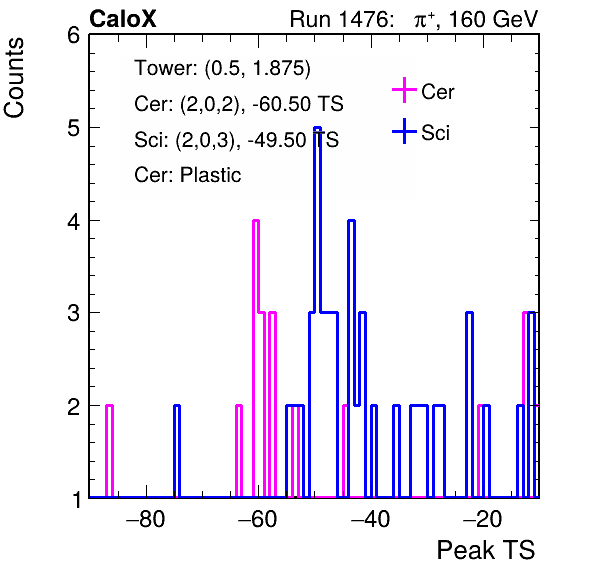 CaloX Run 1476: π⁺, 160 GeV
Counts
6
5
4
3
2
1
Tower: (0.5, 1.875)
Cer: (2,0,2), -60.50 TS
Sci: (2,0,3), -49.50 TS
Cer: Plastic
Cer
Sci
−80 −60 −40 −20
Peak TS